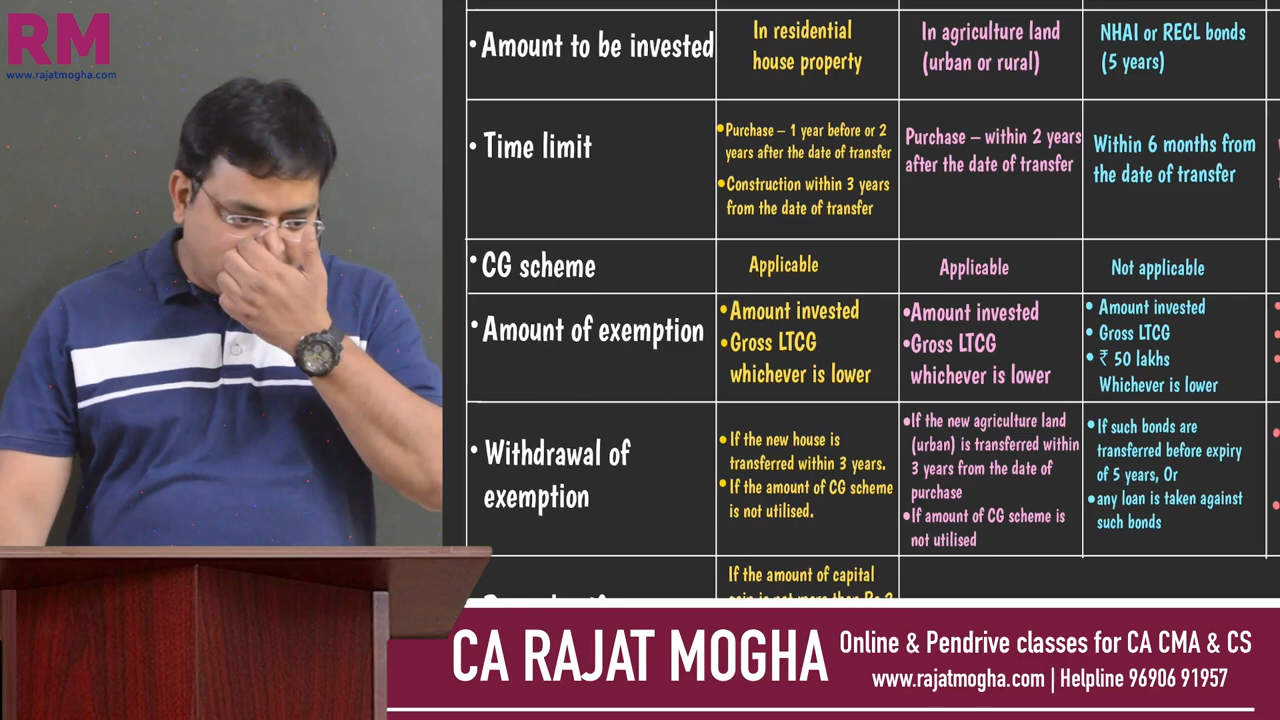 RM
www.rajatmogha.com
• Amount to be invested
In residential
house property
In agriculture land
(urban or rural)
NHAI or RECL bonds
(5 years)
• Time limit
• Purchase – 1 year before or 2
years after the date of transfer
• Construction within 3 years
from the date of transfer
Purchase – within 2 years
after the date of transfer
Within 6 months from
the date of transfer
• CG scheme
Applicable
Applicable
Not applicable
• Amount of exemption
• Amount invested
• Gross LTCG
whichever is lower
• Amount invested
• Gross LTCG
whichever is lower
• Amount invested
• Gross LTCG
• ₹ 50 lakhs
Whichever is lower
• Withdrawal of
exemption
• If the new house is
transferred within 3 years.
• If the amount of CG scheme
is not utilised.
• If the new agriculture land
(urban) is transferred within
3 years from the date of
purchase
• If amount of CG scheme is
not utilised
• If such bonds are
transferred before expiry
of 5 years, Or
• any loan is taken against
such bonds
If the amount of capital
CA RAJAT MOGHA
Online & Pendrive classes for CA CMA & CS
www.rajatmogha.com | Helpline 96906 91957